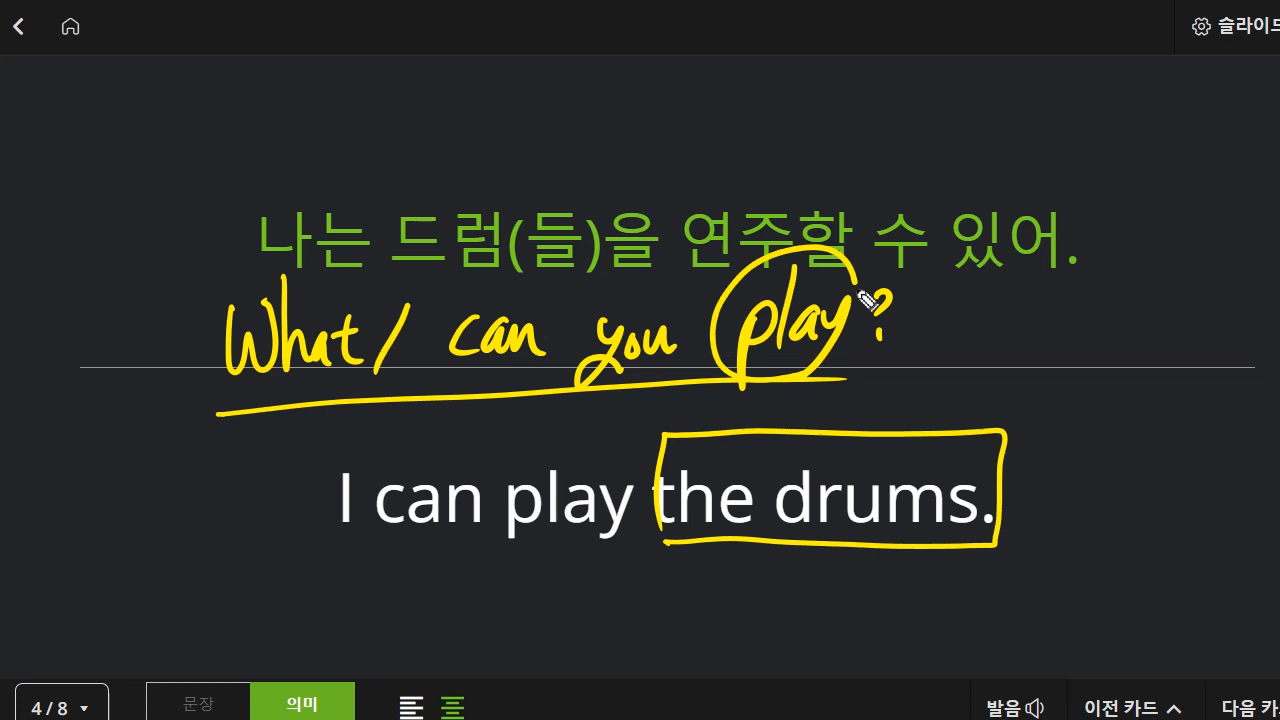 슬라이드
나는 드럼(들)을 연주할 수 있어.
What / can you play?
I can play the drums.
4 / 8 문장 의미 발음 이전 카드 다음 카